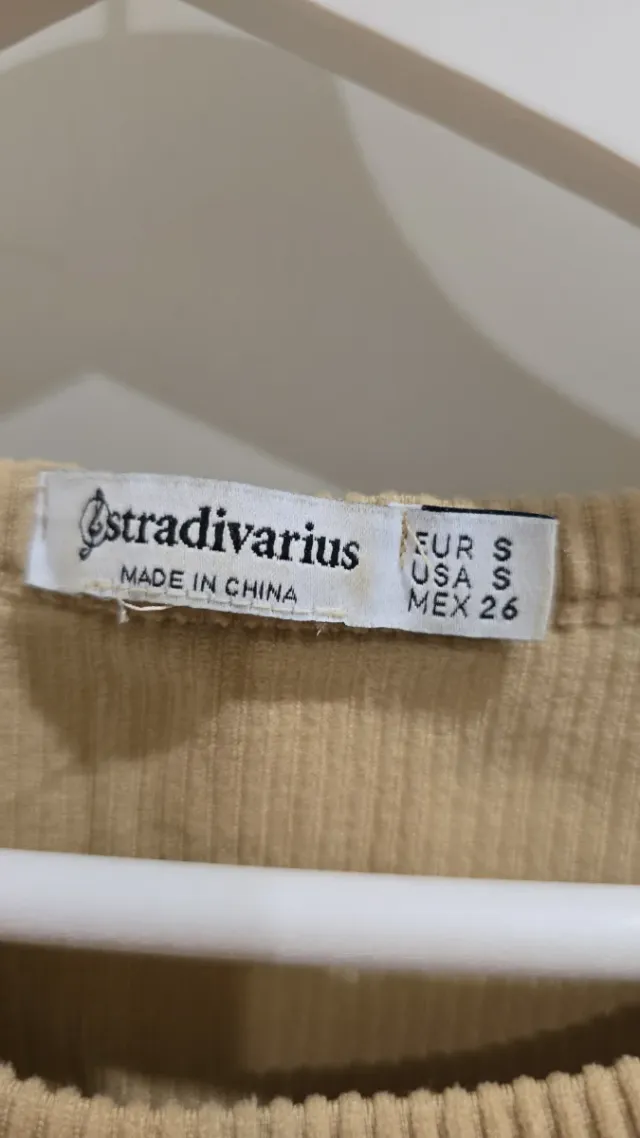 stradivarius
MADE IN CHINA
EUR S
USA S
MEX 26